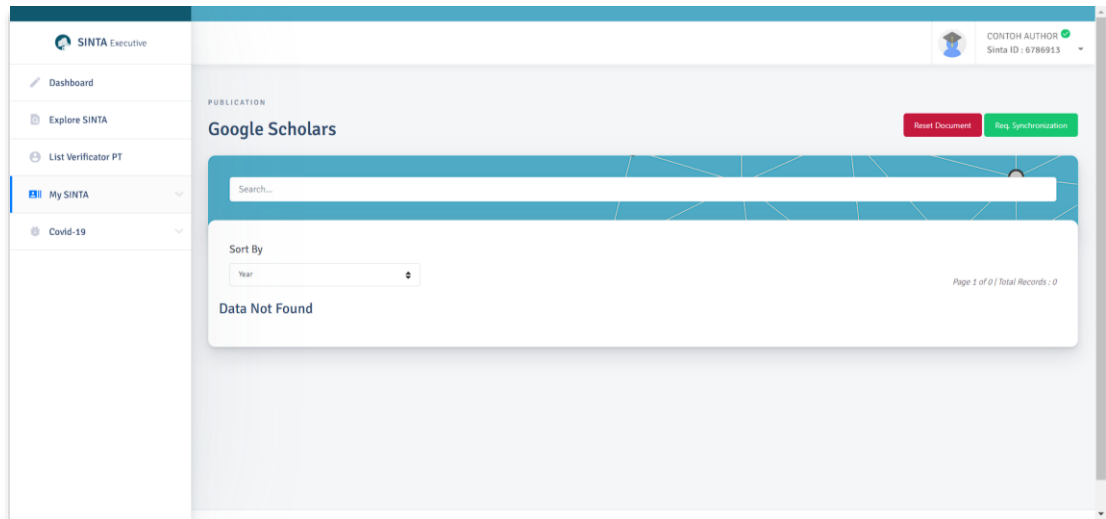 SINTA Executive
CONTOH AUTHOR
Sinta ID : 6786913
Dashboard
Explore SINTA
List Verificator PT
My SINTA
Covid-19
PUBLICATION
Google Scholars
Reset Document
Req. Synchronization
Search...
Sort By
Year
Page 1 of 0 | Total Records : 0
Data Not Found